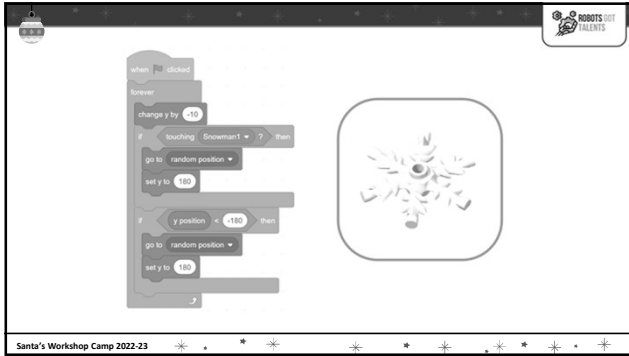 ROBOTS GOT
TALENTS
when clicked
forever
change y by -10
if touching Snowman1 ? then
go to random position
set y to 180
if y position < -180 then
go to random position
set y to 180
Santa's Workshop Camp 2022-23